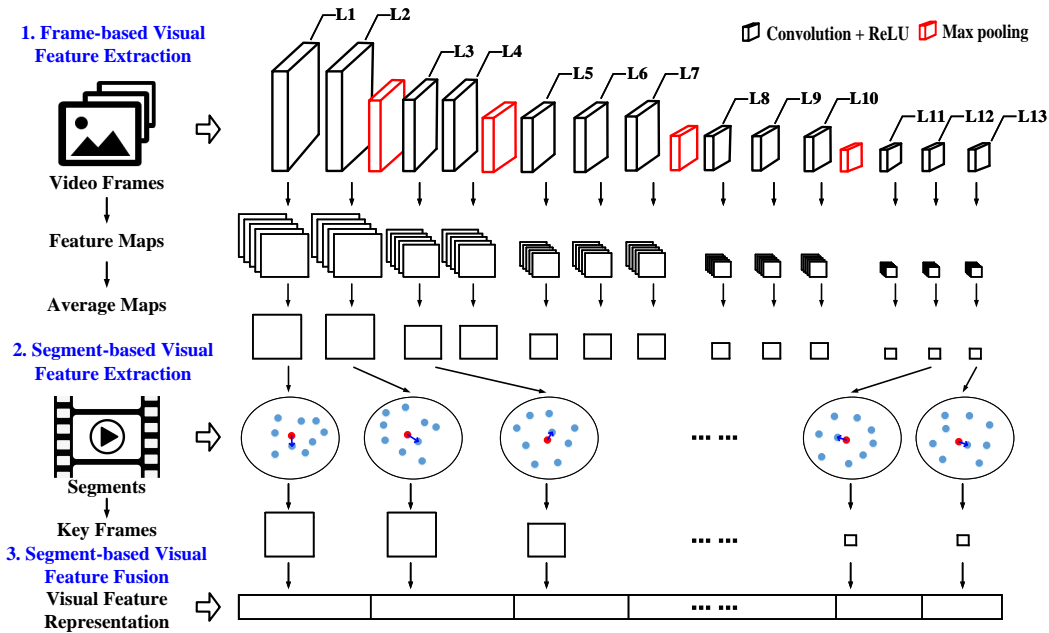 1. Frame-based Visual
Feature Extraction
L1
L2
L3
L4
L5
L6
L7
L8
L9
L10
L11
L12
L13
Convolution + ReLU
Max pooling
Video Frames
Feature Maps
Average Maps
2. Segment-based Visual
Feature Extraction
Segments
... ...
Key Frames
... ...
3. Segment-based Visual
Feature Fusion
Visual Feature
Representation
... ...